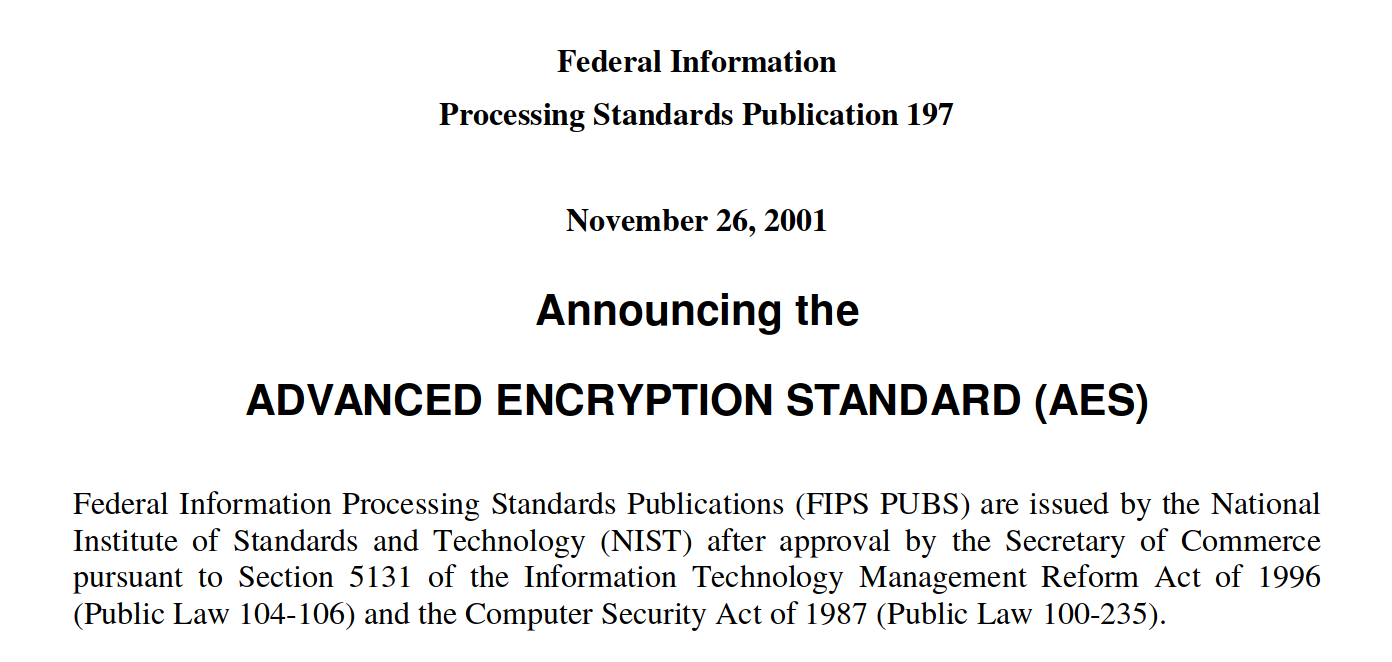 Federal Information
Processing Standards Publication 197
November 26, 2001
Announcing the
ADVANCED ENCRYPTION STANDARD (AES)
Federal Information Processing Standards Publications (FIPS PUBS) are issued by the National
Institute of Standards and Technology (NIST) after approval by the Secretary of Commerce
pursuant to Section 5131 of the Information Technology Management Reform Act of 1996
(Public Law 104-106) and the Computer Security Act of 1987 (Public Law 100-235).